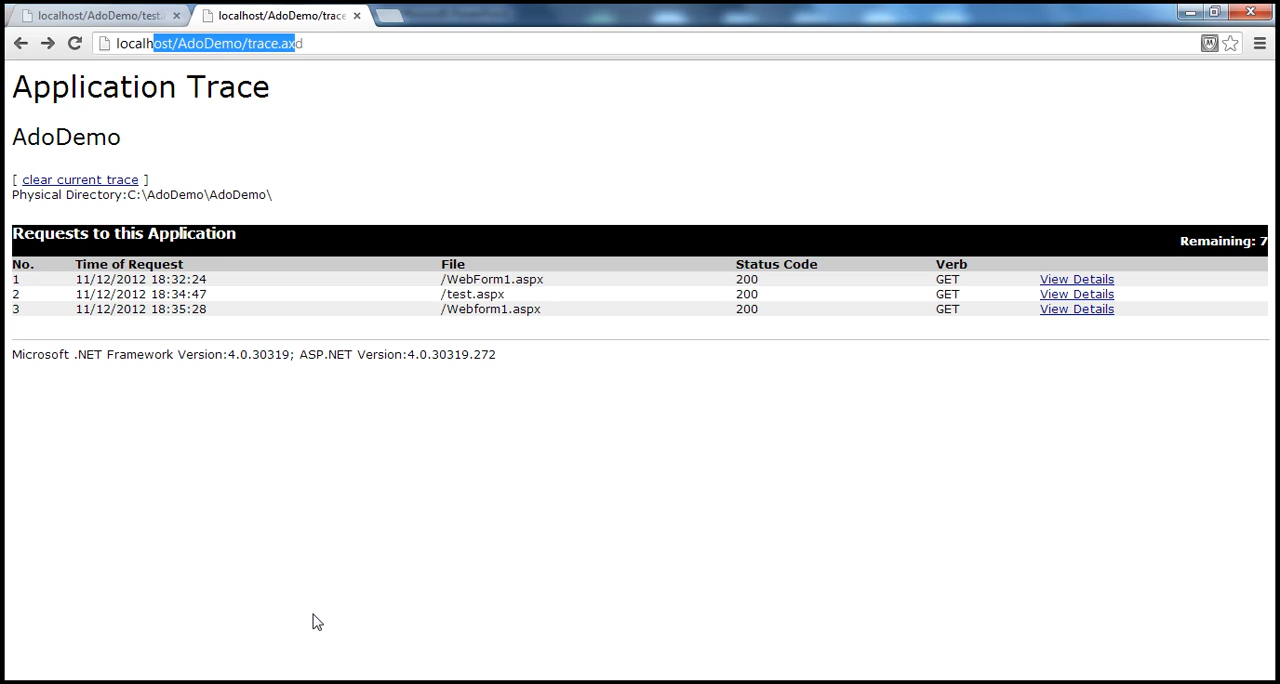 localhost/AdoDemo/test.
localhost/AdoDemo/trace
localhost/AdoDemo/trace.axd
Application Trace
AdoDemo
[ clear current trace ]
Physical Directory:C:\AdoDemo\AdoDemo\
Requests to this Application
Remaining: 7
No. Time of Request File Status Code Verb
1 11/12/2012 18:32:24 /WebForm1.aspx 200 GET View Details
2 11/12/2012 18:34:47 /test.aspx 200 GET View Details
3 11/12/2012 18:35:28 /Webform1.aspx 200 GET View Details
Microsoft .NET Framework Version:4.0.30319; ASP.NET Version:4.0.30319.272